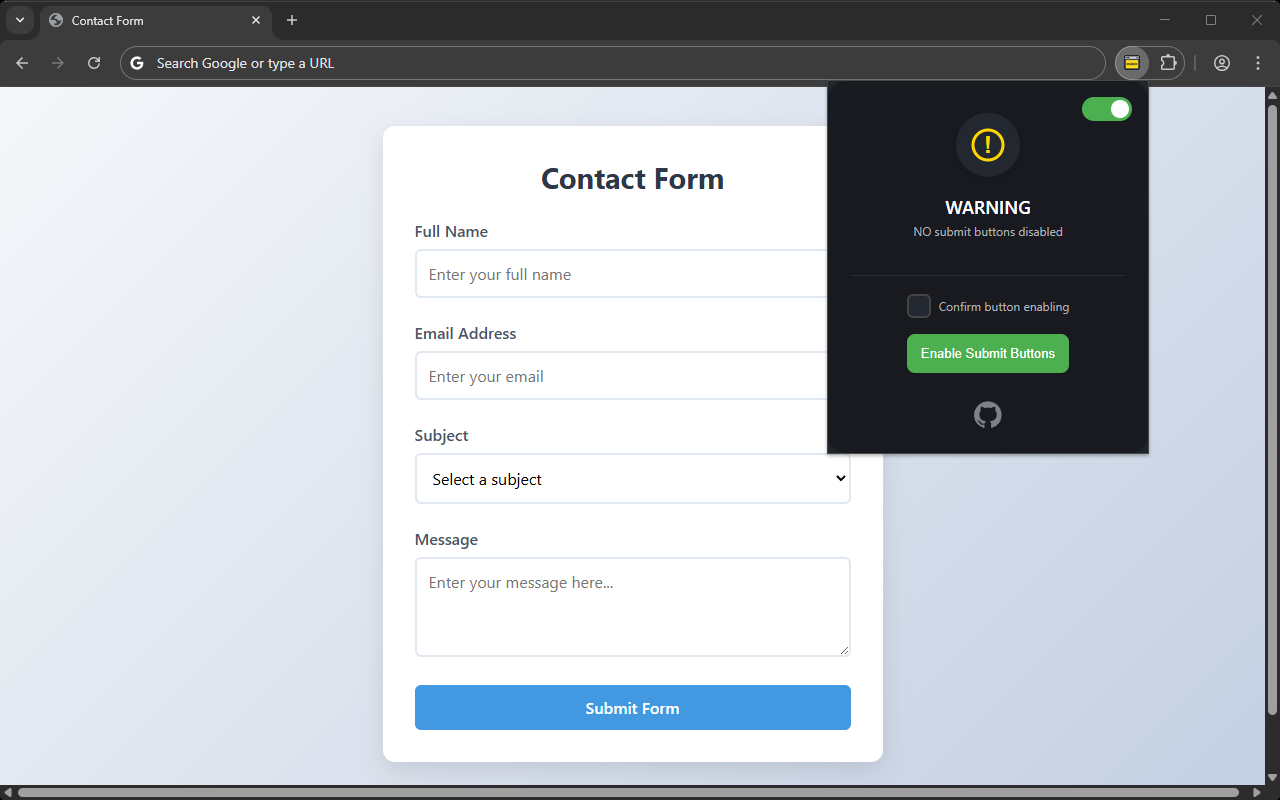 Contact Form
Search Google or type a URL
Contact Form
Full Name
Enter your full name
Email Address
Enter your email
Subject
Select a subject
Message
Enter your message here...
Submit Form
WARNING
NO submit buttons disabled
Confirm button enabling
Enable Submit Buttons